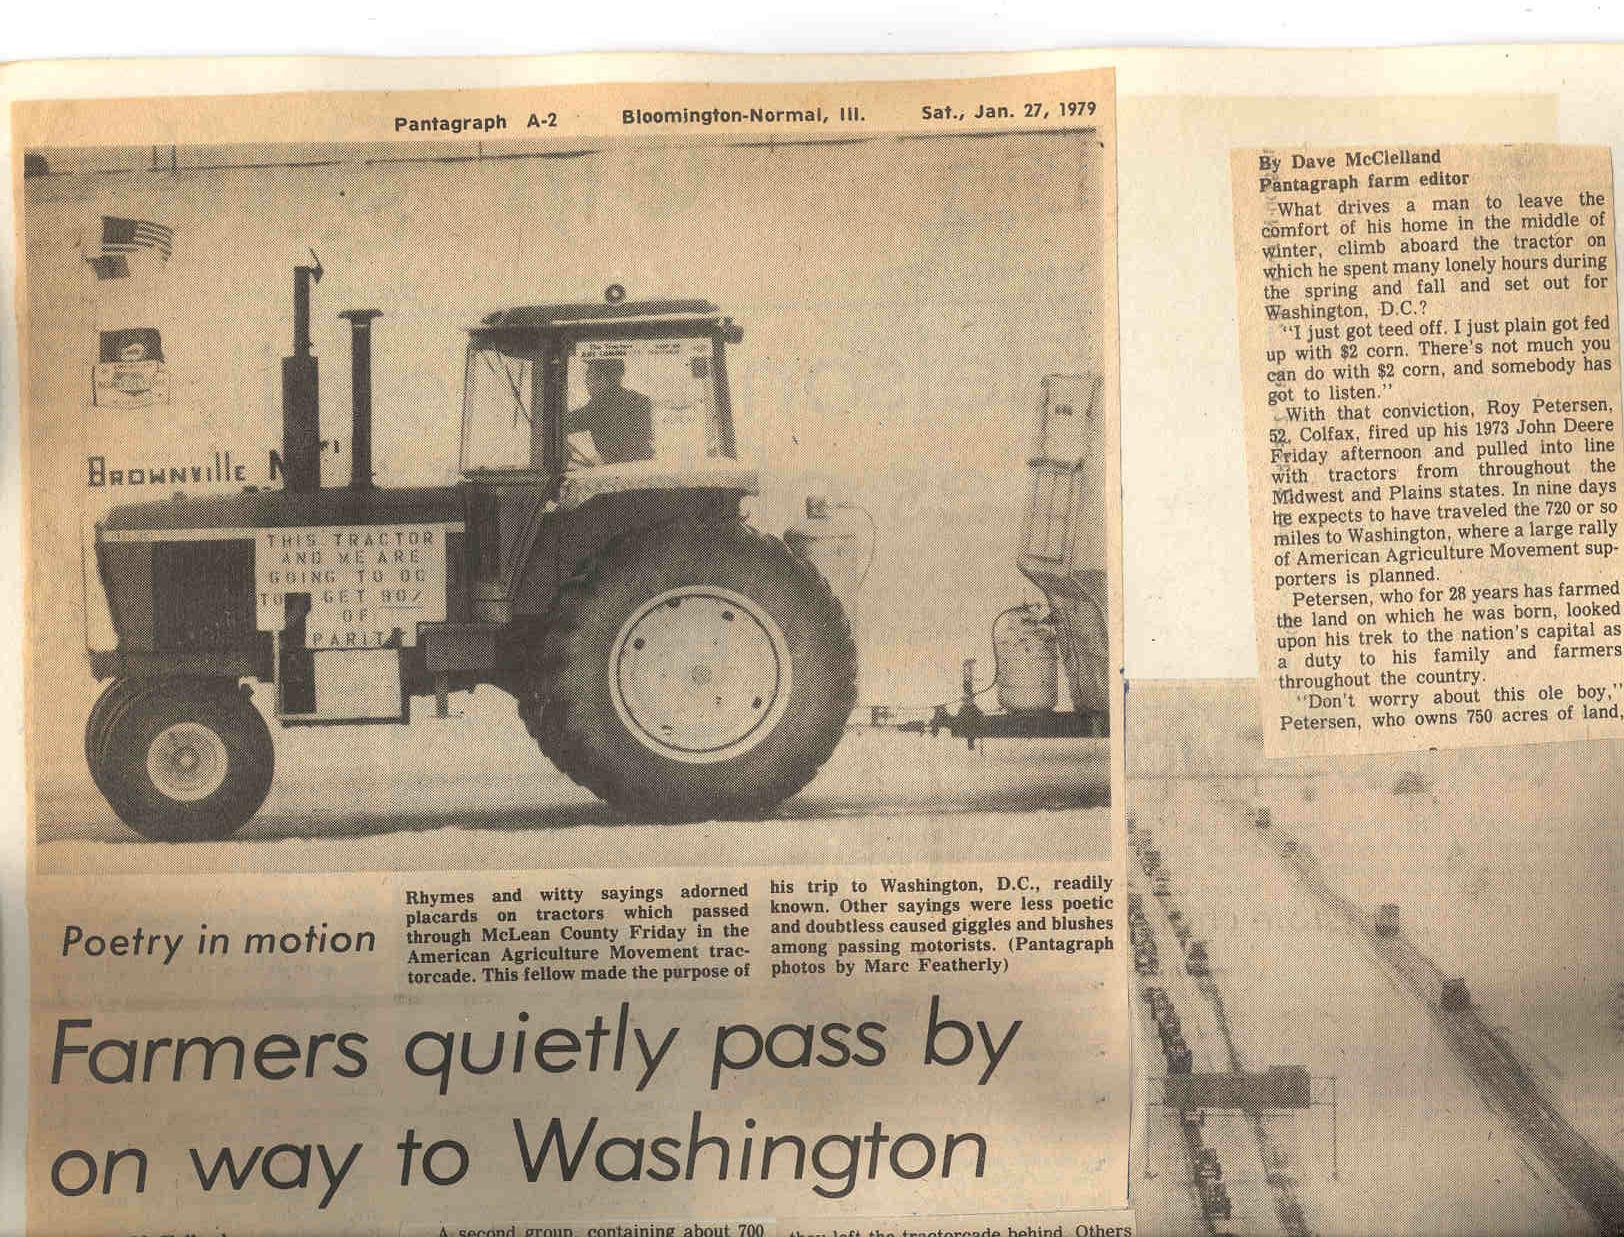 Pantagraph A-2 Bloomington-Normal, Ill. Sat., Jan. 27, 1979
BROWNVILLE
THIS TRACTOR
AND ME ARE
GOING TO DC
TO GET 90%
OF
PARITY
Poetry in motion
Rhymes and witty sayings adorned
placards on tractors which passed
through McLean County Friday in the
American Agriculture Movement trac-
torcade. This fellow made the purpose of
his trip to Washington, D.C., readily
known. Other sayings were less poetic
and doubtless caused giggles and blushes
among passing motorists. (Pantagraph
photos by Marc Featherly)
Farmers quietly pass by
on way to Washington
A second group, containing about 700
they left the tractorcade behind. Others
By Dave McClelland
Pantagraph farm editor
What drives a man to leave the
comfort of his home in the middle of
winter, climb aboard the tractor on
which he spent many lonely hours during
the spring and fall and set out for
Washington, D.C.?
"I just got teed off. I just plain got fed
up with $2 corn. There's not much you
can do with $2 corn, and somebody has
got to listen."
With that conviction, Roy Petersen,
52, Colfax, fired up his 1973 John Deere
Friday afternoon and pulled into line
with tractors from throughout the
Midwest and Plains states. In nine days
he expects to have traveled the 720 or so
miles to Washington, where a large rally
of American Agriculture Movement sup-
porters is planned.
Petersen, who for 28 years has farmed
the land on which he was born, looked
upon his trek to the nation's capital as
a duty to his family and farmers
throughout the country.
"Don't worry about this ole boy,"
Petersen, who owns 750 acres of land,